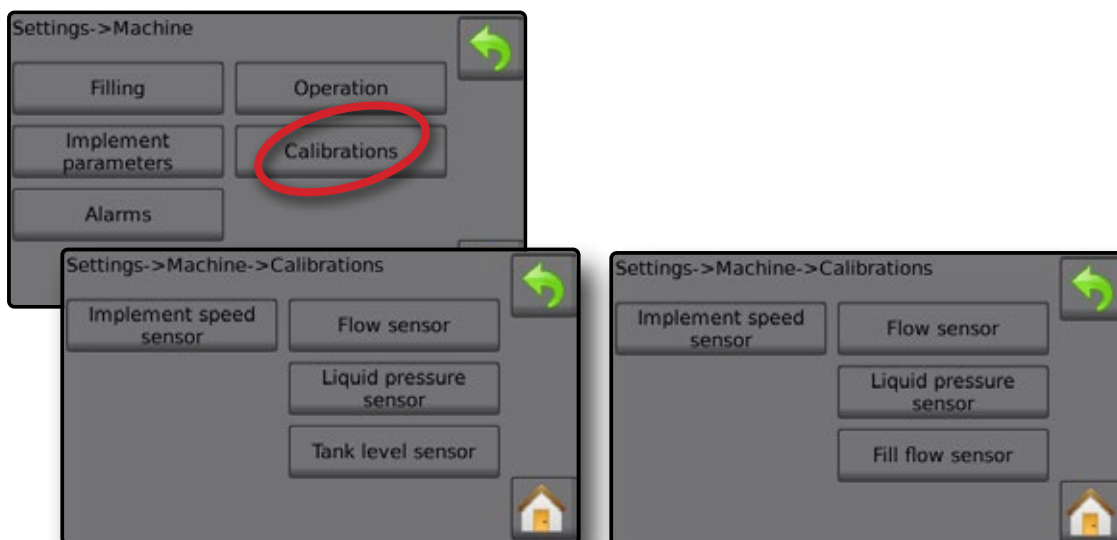 Settings->Machine
Filling
Operation
Implement
parameters
Calibrations
Alarms
Settings->Machine->Calibrations
Implement speed
sensor
Flow sensor
Liquid pressure
sensor
Tank level sensor
Settings->Machine->Calibrations
Implement speed
sensor
Flow sensor
Liquid pressure
sensor
Fill flow sensor